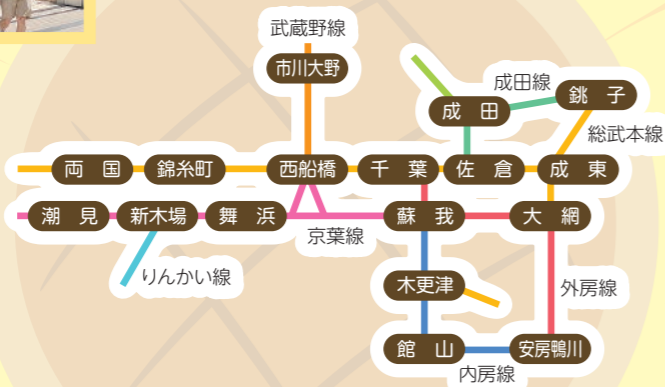 武蔵野線
市川大野
成田線
銚子
成田
総武本線
両国
錦糸町
西船橋
千葉
佐倉
成東
潮見
新木場
舞浜
蘇我
大網
京葉線
りんかい線
木更津
外房線
館山
安房鴨川
内房線